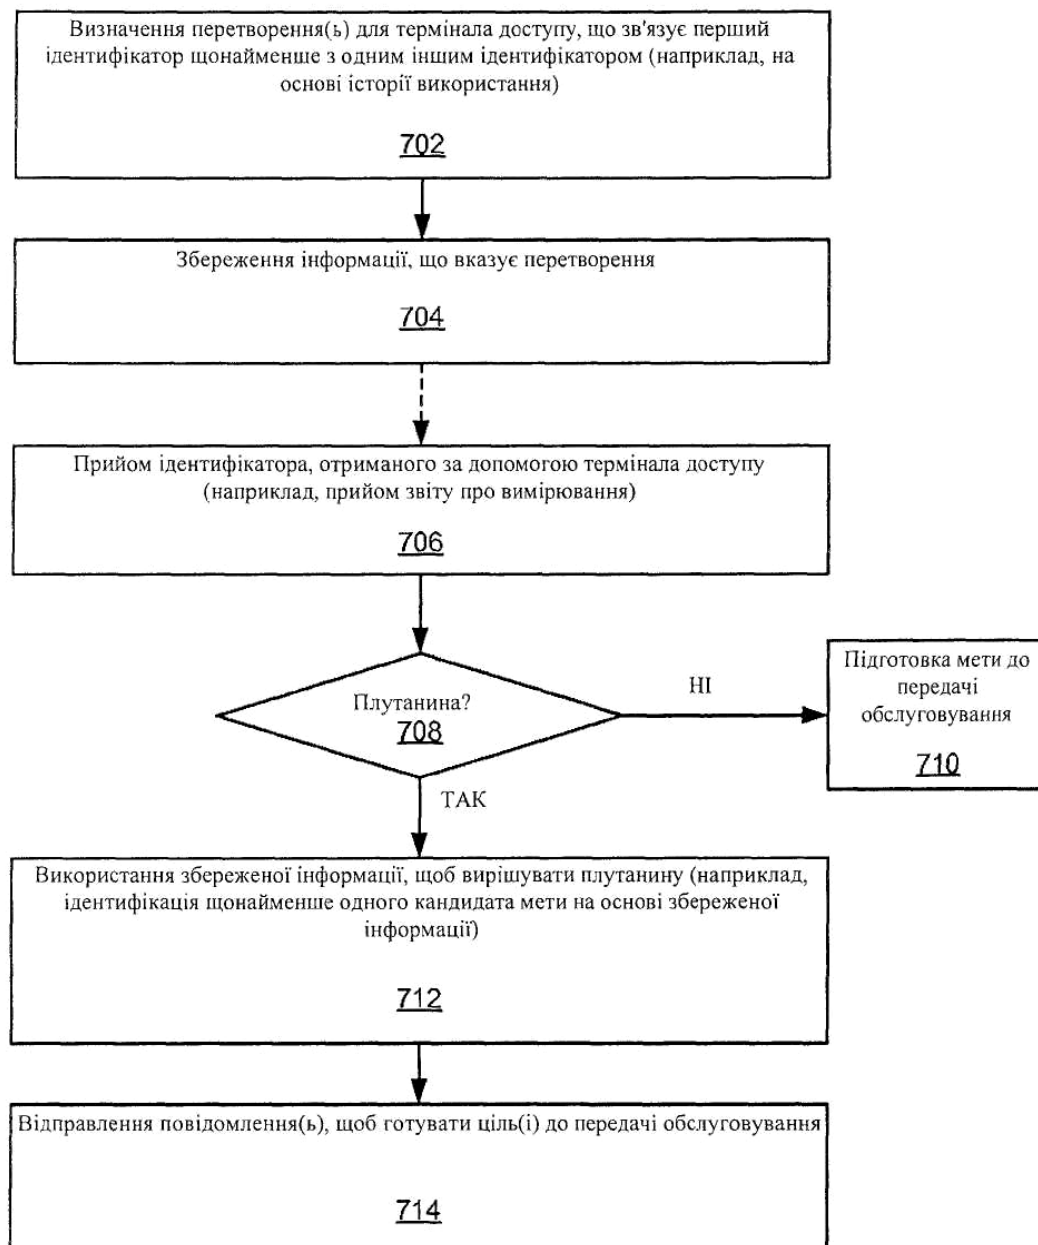 Визначення перетворення(ь) для термінала доступу, що зв'язує перший
ідентифікатор щонайменше з одним іншим ідентифікатором (наприклад, на
основі історії використання)
702
Збереження інформації, що вказує перетворення
704
Прийом ідентифікатора, отриманого за допомогою термінала доступу
(наприклад, прийом звіту про вимірювання)
706
Плутанина?
708
НІ
Підготовка мети до
передачі
обслуговування
710
ТАК
Використання збереженої інформації, щоб вирішувати плутанину (наприклад,
ідентифікація щонайменше одного кандидата мети на основі збереженої
інформації)
712
Відправлення повідомлення(ь), щоб готувати ціль(і) до передачі обслуговування
714